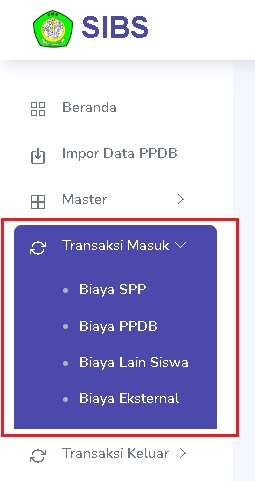 SIBS
Beranda
Impor Data PPDB
Master
Transaksi Masuk
Biaya SPP
Biaya PPDB
Biaya Lain Siswa
Biaya Eksternal
Transaksi Keluar